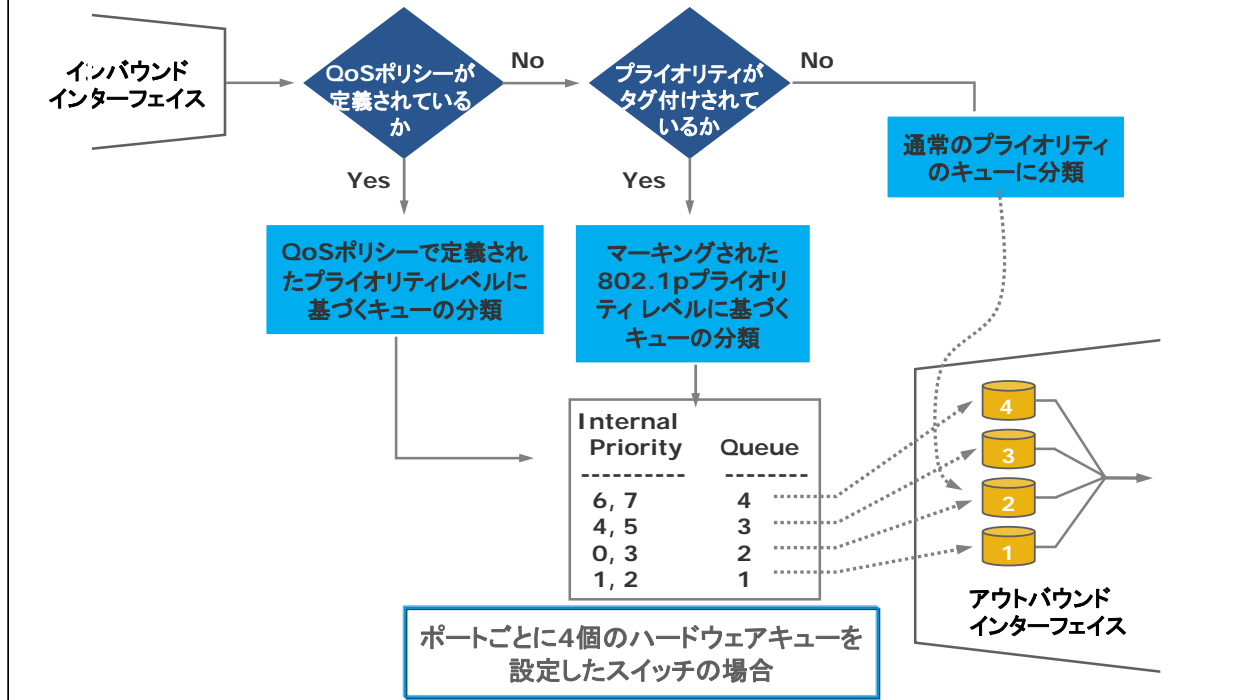 インバウンド
インターフェイス
QoSポリシーが
定義されている
か
No
プライオリティが
タグ付けされて
いるか
No
通常のプライオリティ
のキューに分類
Yes
Yes
QoSポリシーで定義され
たプライオリティレベルに
基づくキューの分類
マーキングされた
802.1pプライオリ
ティ レベルに基づく
キューの分類
Internal
Priority Queue
---------- --------
6, 7 4
4, 5 3
0, 3 2
1, 2 1
4
3
2
1
アウトバウンド
インターフェイス
ポートごとに4個のハードウェアキューを
設定したスイッチの場合